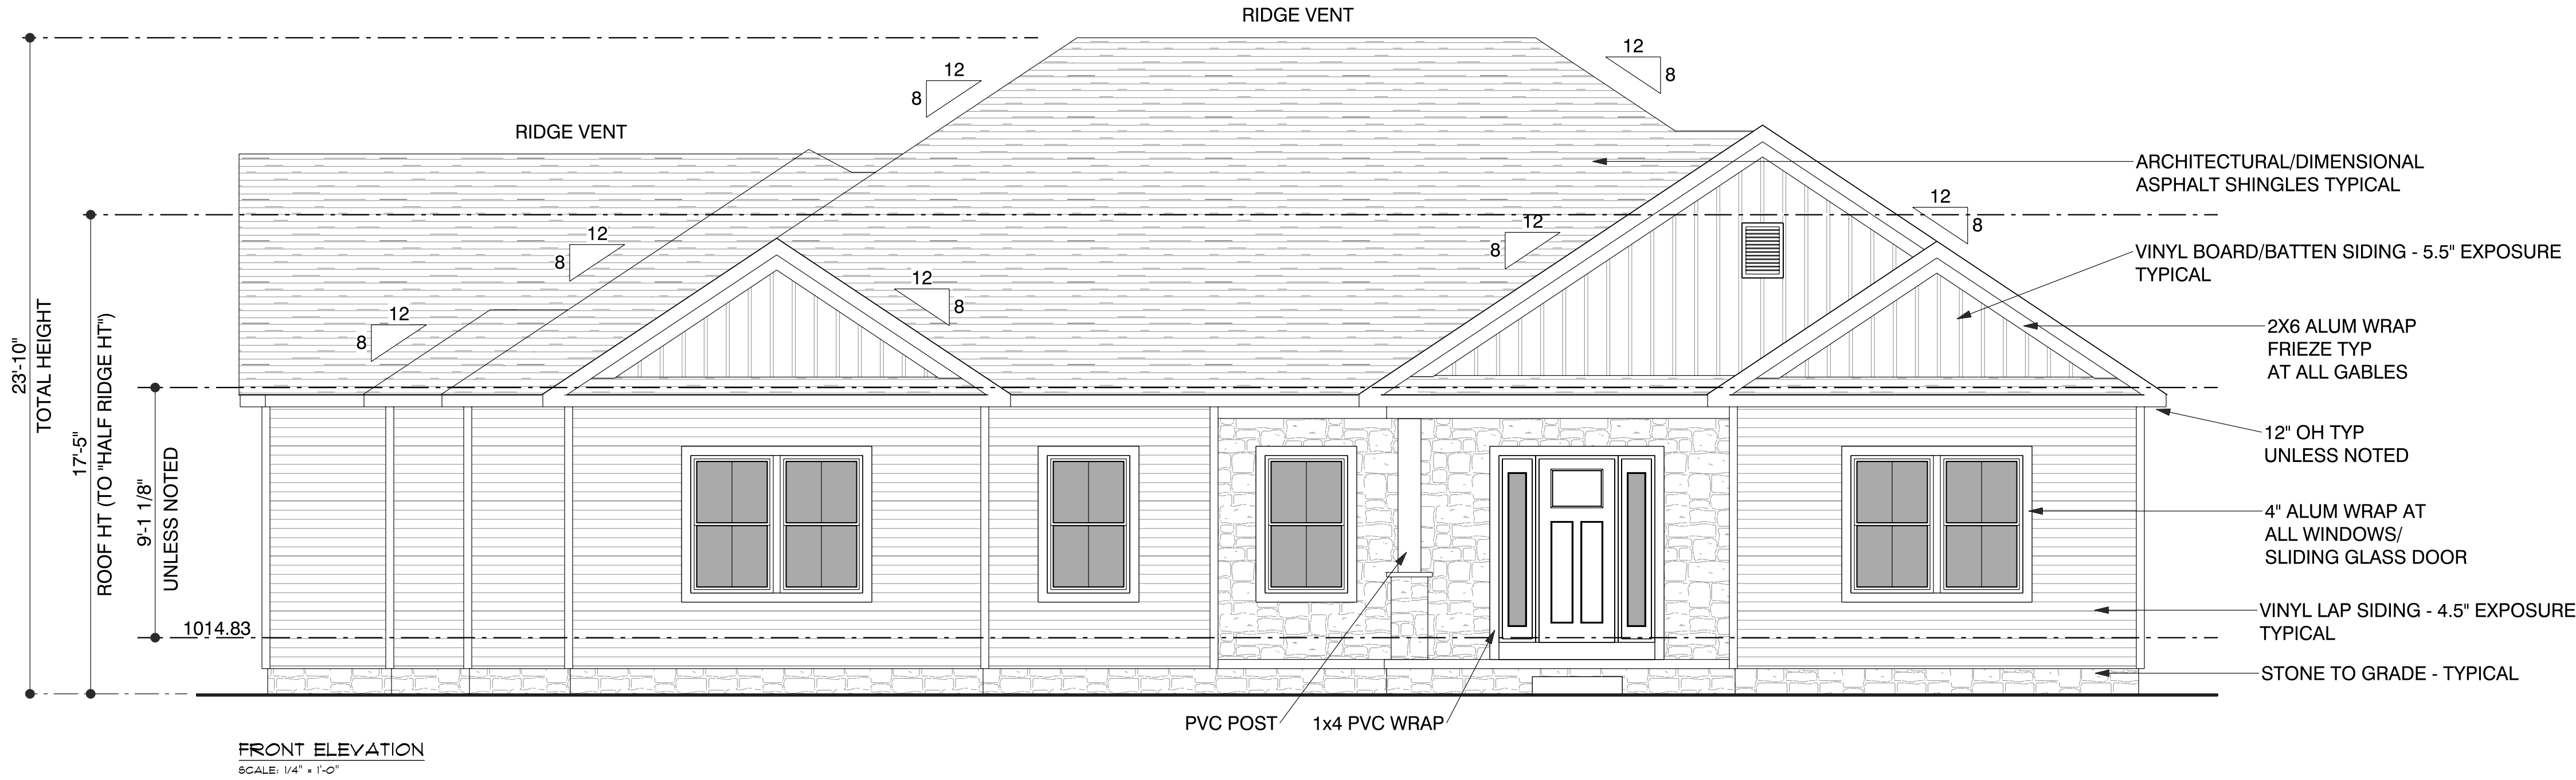 RIDGE VENT
12
8
12
8
RIDGE VENT
ARCHITECTURAL/DIMENSIONAL
ASPHALT SHINGLES TYPICAL
12
8
12
8
12
8
VINYL BOARD/BATTEN SIDING - 5.5" EXPOSURE
TYPICAL
12
8
12
8
23'-10"
TOTAL HEIGHT
17'-5"
ROOF HT (TO "HALF RIDGE HT")
9'-1 1/8"
UNLESS NOTED
2X6 ALUM WRAP
FRIEZE TYP
AT ALL GABLES
12" OH TYP
UNLESS NOTED
4" ALUM WRAP AT
ALL WINDOWS/
SLIDING GLASS DOOR
1014.83
VINYL LAP SIDING - 4.5" EXPOSURE
TYPICAL
STONE TO GRADE - TYPICAL
PVC POST
1x4 PVC WRAP
FRONT ELEVATION
SCALE: 1/4" = 1'-0"